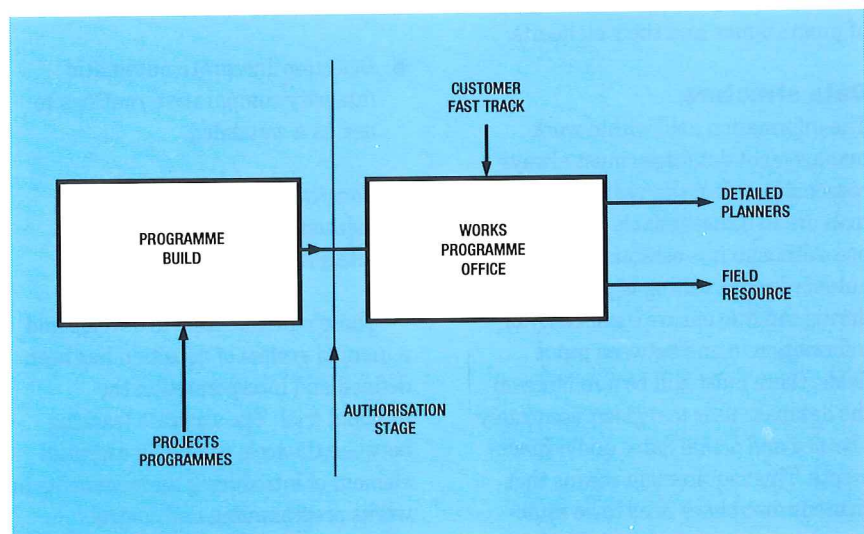 CUSTOMER
FAST TRACK
PROGRAMME
BUILD
WORKS
PROGRAMME
OFFICE
DETAILED
PLANNERS
FIELD
RESOURCE
AUTHORISATION
STAGE
PROJECTS
PROGRAMMES